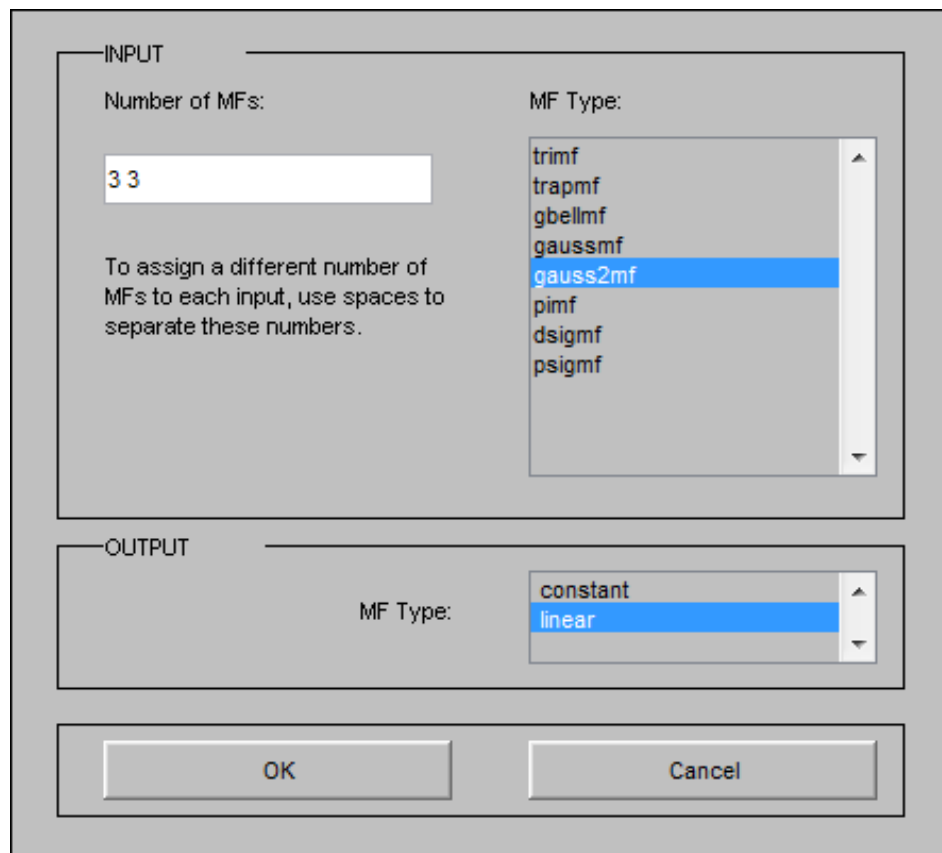 INPUT
Number of MFs:
3 3
To assign a different number of
MFs to each input, use spaces to
separate these numbers.
MF Type:
trimf
trapmf
gbellmf
gaussmf
gauss2mf
pimf
dsigmf
psigmf
OUTPUT
MF Type:
constant
linear
OK
Cancel